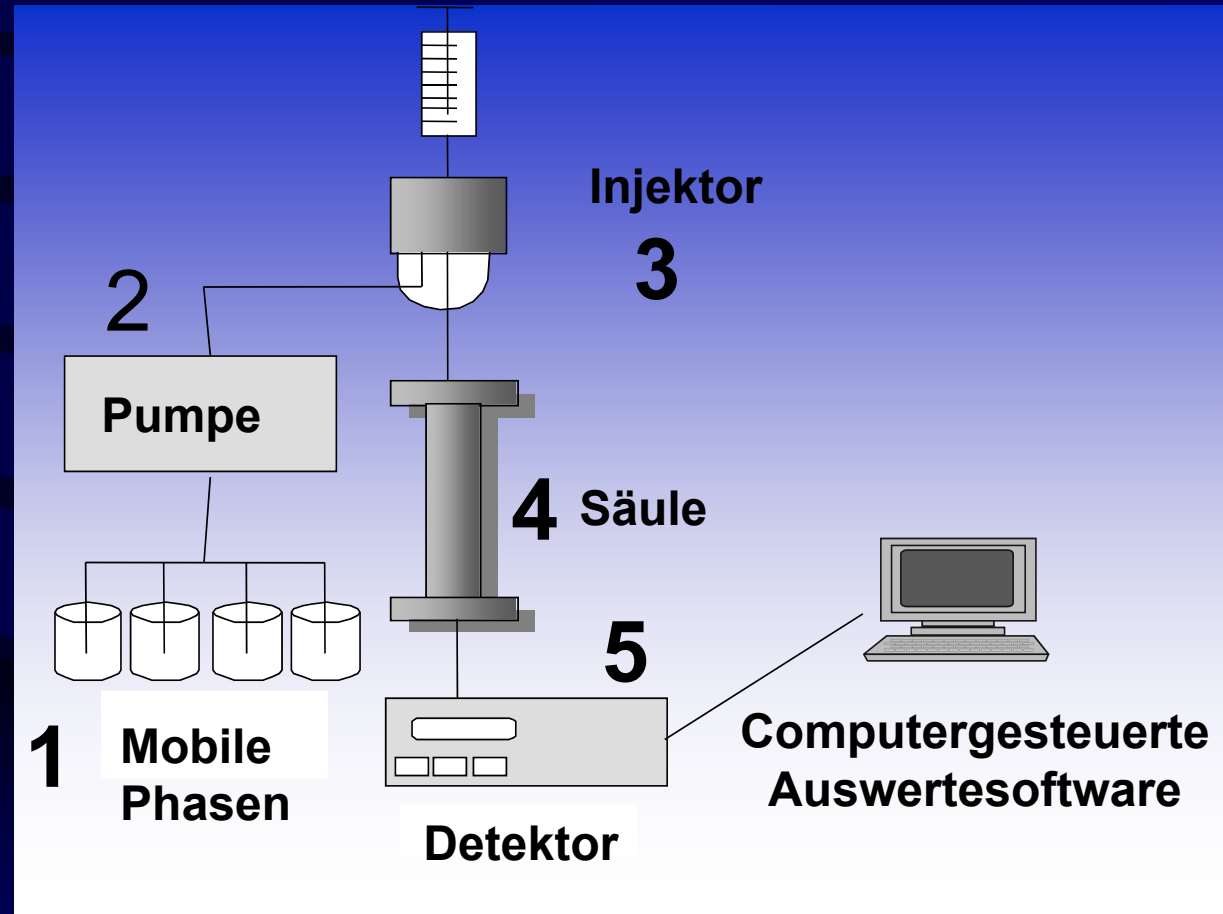 Injektor
3
2
Pumpe
4 Säule
5
1
Mobile
Phasen
Detektor
Computergesteuerte
Auswertesoftware